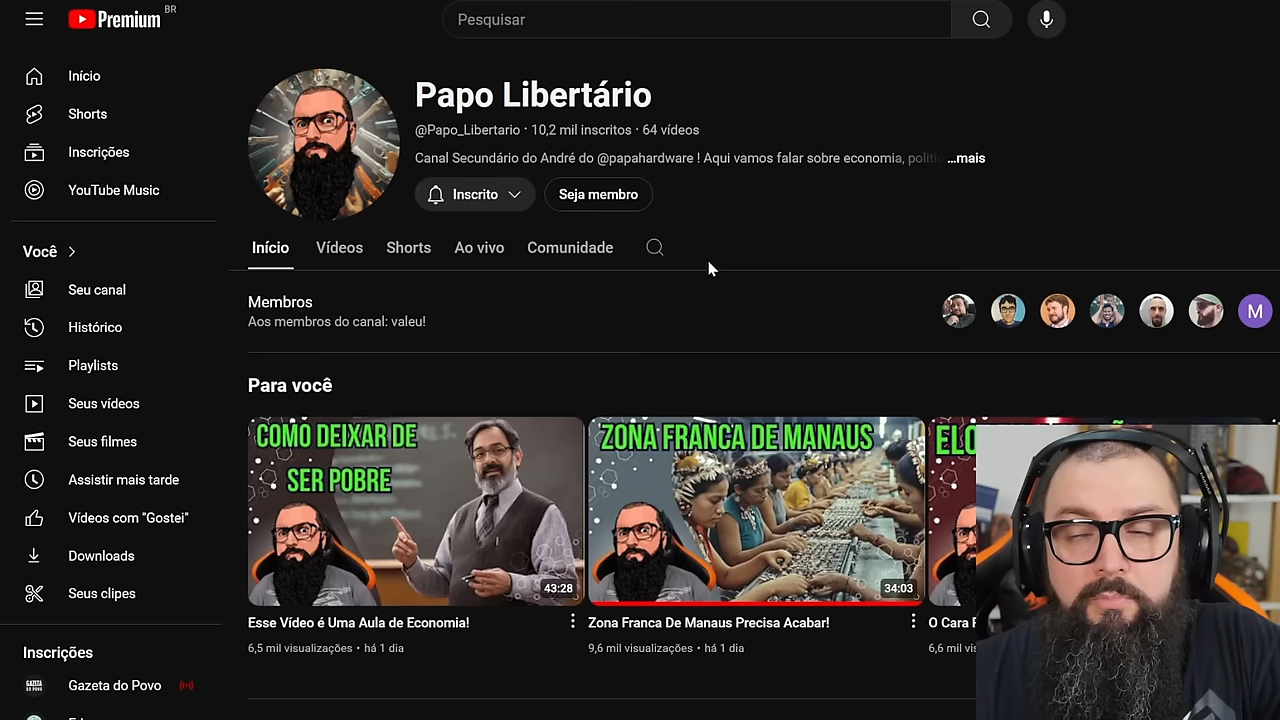 Premium BR
Pesquisar
Início
Shorts
Inscrições
YouTube Music
Você
Seu canal
Histórico
Playlists
Seus vídeos
Seus filmes
Assistir mais tarde
Vídeos com "Gostei"
Downloads
Seus clipes
Inscrições
Gazeta do Povo
Papo Libertário
@Papo_Libertario · 10,2 mil inscritos · 64 vídeos
Canal Secundário do André do @papahardware ! Aqui vamos falar sobre economia, ...mais
Inscrito
Seja membro
Início Vídeos Shorts Ao vivo Comunidade
Membros
Aos membros do canal: valeu!
M
Para você
COMO DEIXAR DE
SER POBRE
43:28
Esse Vídeo é Uma Aula de Economia!
6,5 mil visualizações • há 1 dia
ZONA FRANCA DE MANAUS
34:03
Zona Franca De Manaus Precisa Acabar!
9,6 mil visualizações • há 1 dia
O Cara
6,6 mil